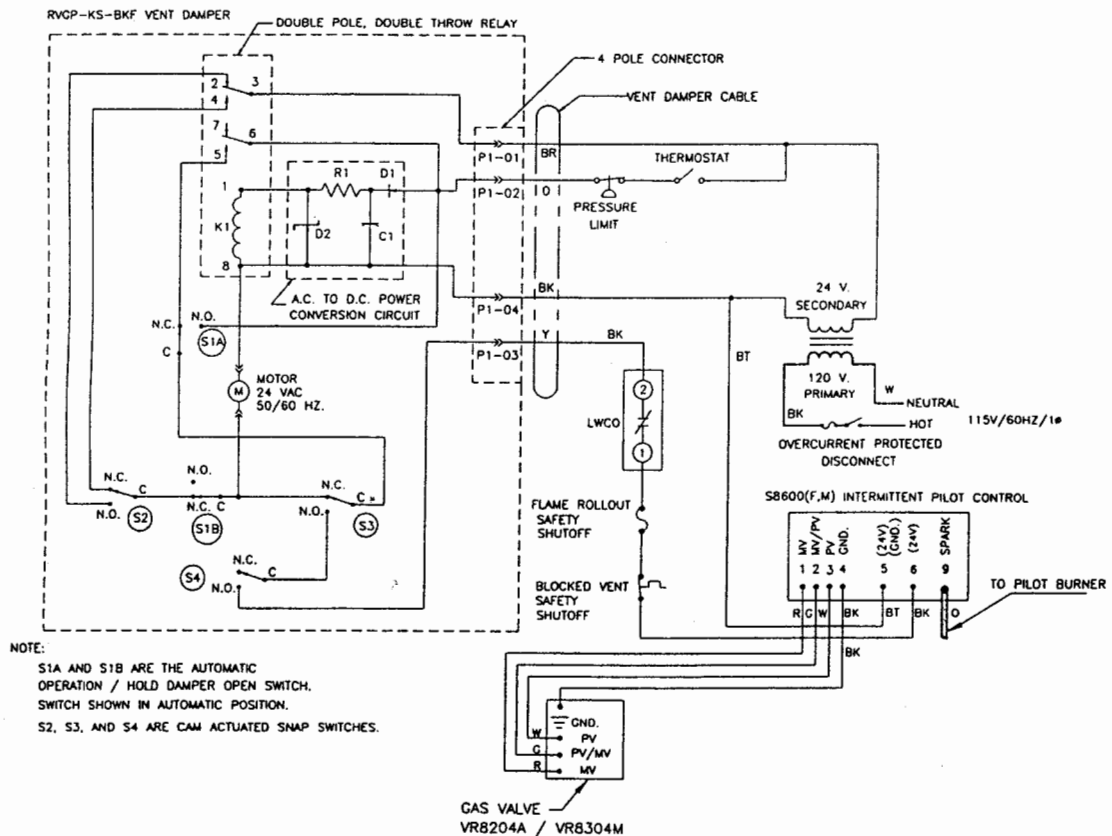 RVGP-KS-BKF VENT DAMPER
DOUBLE POLE, DOUBLE THROW RELAY
4 POLE CONNECTOR
VENT DAMPER CABLE
2
3
4
7
6
5
1
K1
8
R1
D1
D2
C1
A.C. TO D.C. POWER
CONVERSION CIRCUIT
P1-01
BR
P1-02
O
THERMOSTAT
PRESSURE
LIMIT
BK
P1-04
Y
BK
P1-03
24 V.
SECONDARY
BT
120 V.
PRIMARY
W
NEUTRAL
BK
HOT
115V/60HZ/1ø
OVERCURRENT PROTECTED
DISCONNECT
N.C.
N.O.
S1A
C
M
MOTOR
24 VAC
50/60 HZ.
2
LWCO
1
N.C.
C
N.O.
S2
N.O.
N.C. C
S1B
N.C.
C
N.O.
S3
S4
N.C.
C
N.O.
FLAME ROLLOUT
SAFETY
SHUTOFF
BLOCKED VENT
SAFETY
SHUTOFF
S8600(F,M) INTERMITTENT PILOT CONTROL
MV
MV/PV
PV
GND.
(24V)
(GND.)
(24V)
SPARK
1 2 3 4 5 6 9
R G W BK BT BK O
BK
TO PILOT BURNER
NOTE:
S1A AND S1B ARE THE AUTOMATIC
OPERATION / HOLD DAMPER OPEN SWITCH.
SWITCH SHOWN IN AUTOMATIC POSITION.
S2, S3, AND S4 ARE CAM ACTUATED SNAP SWITCHES.
GND.
W PV
G PV/MV
R MV
GAS VALVE
VR8204A / VR8304M